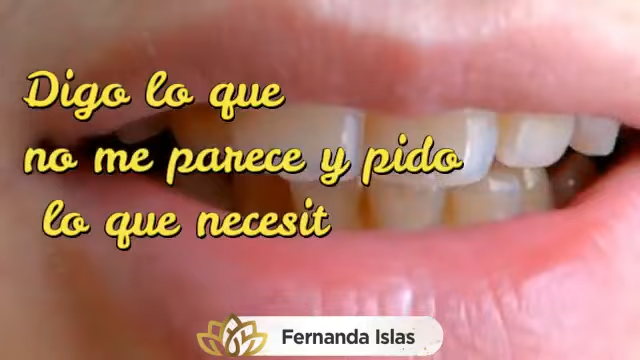 Digo lo que
no me parece y pido
lo que necesit
Fernanda Islas